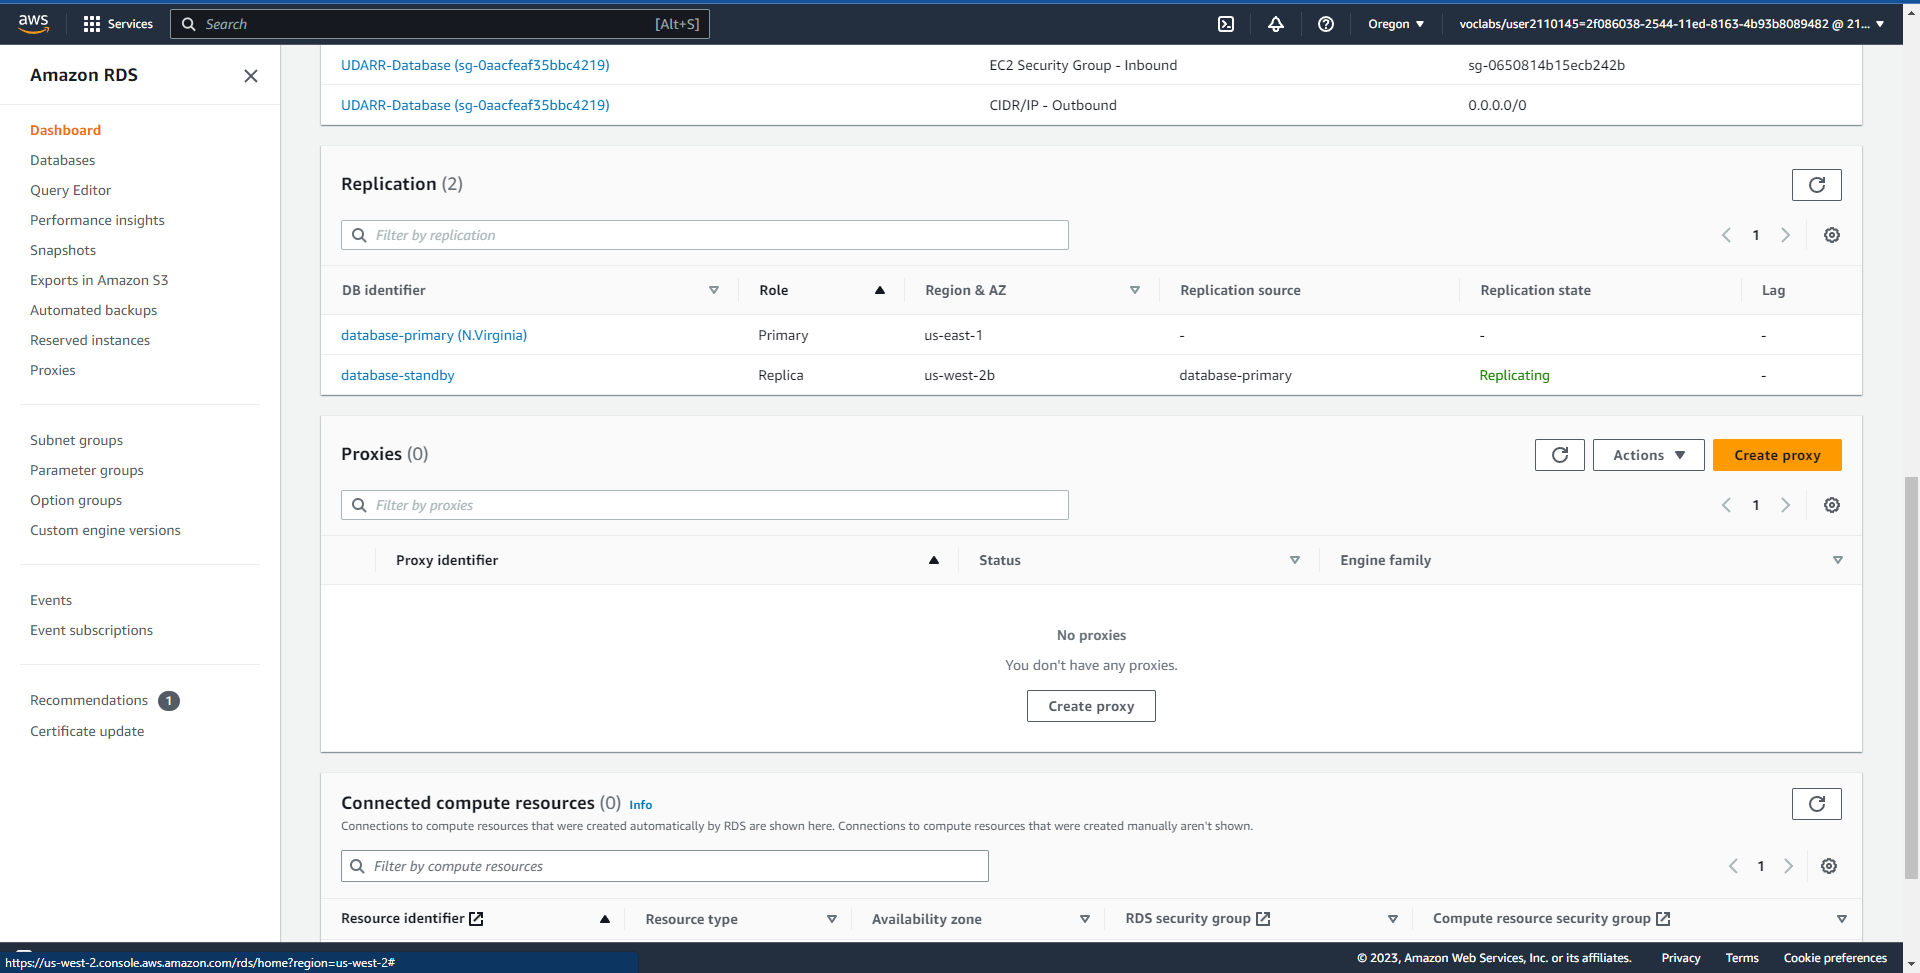 aws
Services
Search
[Alt+S]
Oregon
voclabs/user2110145=2f086038-2544-11ed-8163-4b93b8089482 @ 21...
Amazon RDS
Dashboard
Databases
Query Editor
Performance insights
Snapshots
Exports in Amazon S3
Automated backups
Reserved instances
Proxies
Subnet groups
Parameter groups
Option groups
Custom engine versions
Events
Event subscriptions
Recommendations 1
Certificate update
UDARR-Database (sg-0aacfeaf35bbc4219) EC2 Security Group - Inbound sg-0650814b15ecb242b
UDARR-Database (sg-0aacfeaf35bbc4219) CIDR/IP - Outbound 0.0.0.0/0
Replication (2)
Filter by replication
1
DB identifier Role Region & AZ Replication source Replication state Lag
database-primary (N.Virginia) Primary us-east-1 - - -
database-standby Replica us-west-2b database-primary Replicating -
Proxies (0)
Actions
Create proxy
Filter by proxies
1
Proxy identifier Status Engine family
No proxies
You don't have any proxies.
Create proxy
Connected compute resources (0) Info
Connections to compute resources that were created automatically by RDS are shown here. Connections to compute resources that were created manually aren't shown.
Filter by compute resources
1
Resource identifier Resource type Availability zone RDS security group Compute resource security group
https://us-west-2.console.aws.amazon.com/rds/home?region=us-west-2#
© 2023, Amazon Web Services, Inc. or its affiliates. Privacy Terms Cookie preferences